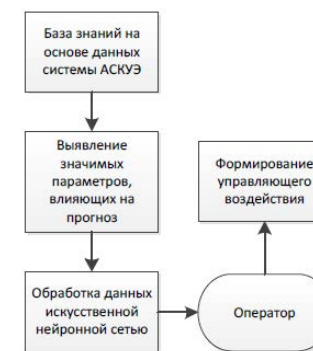 База знаний на
основе данных
системы АСКУЭ
Выявление
значимых
параметров,
влияющих на
прогноз
Обработка данных
искусственной
нейронной сетью
Оператор
Формирование
управляющего
воздействия